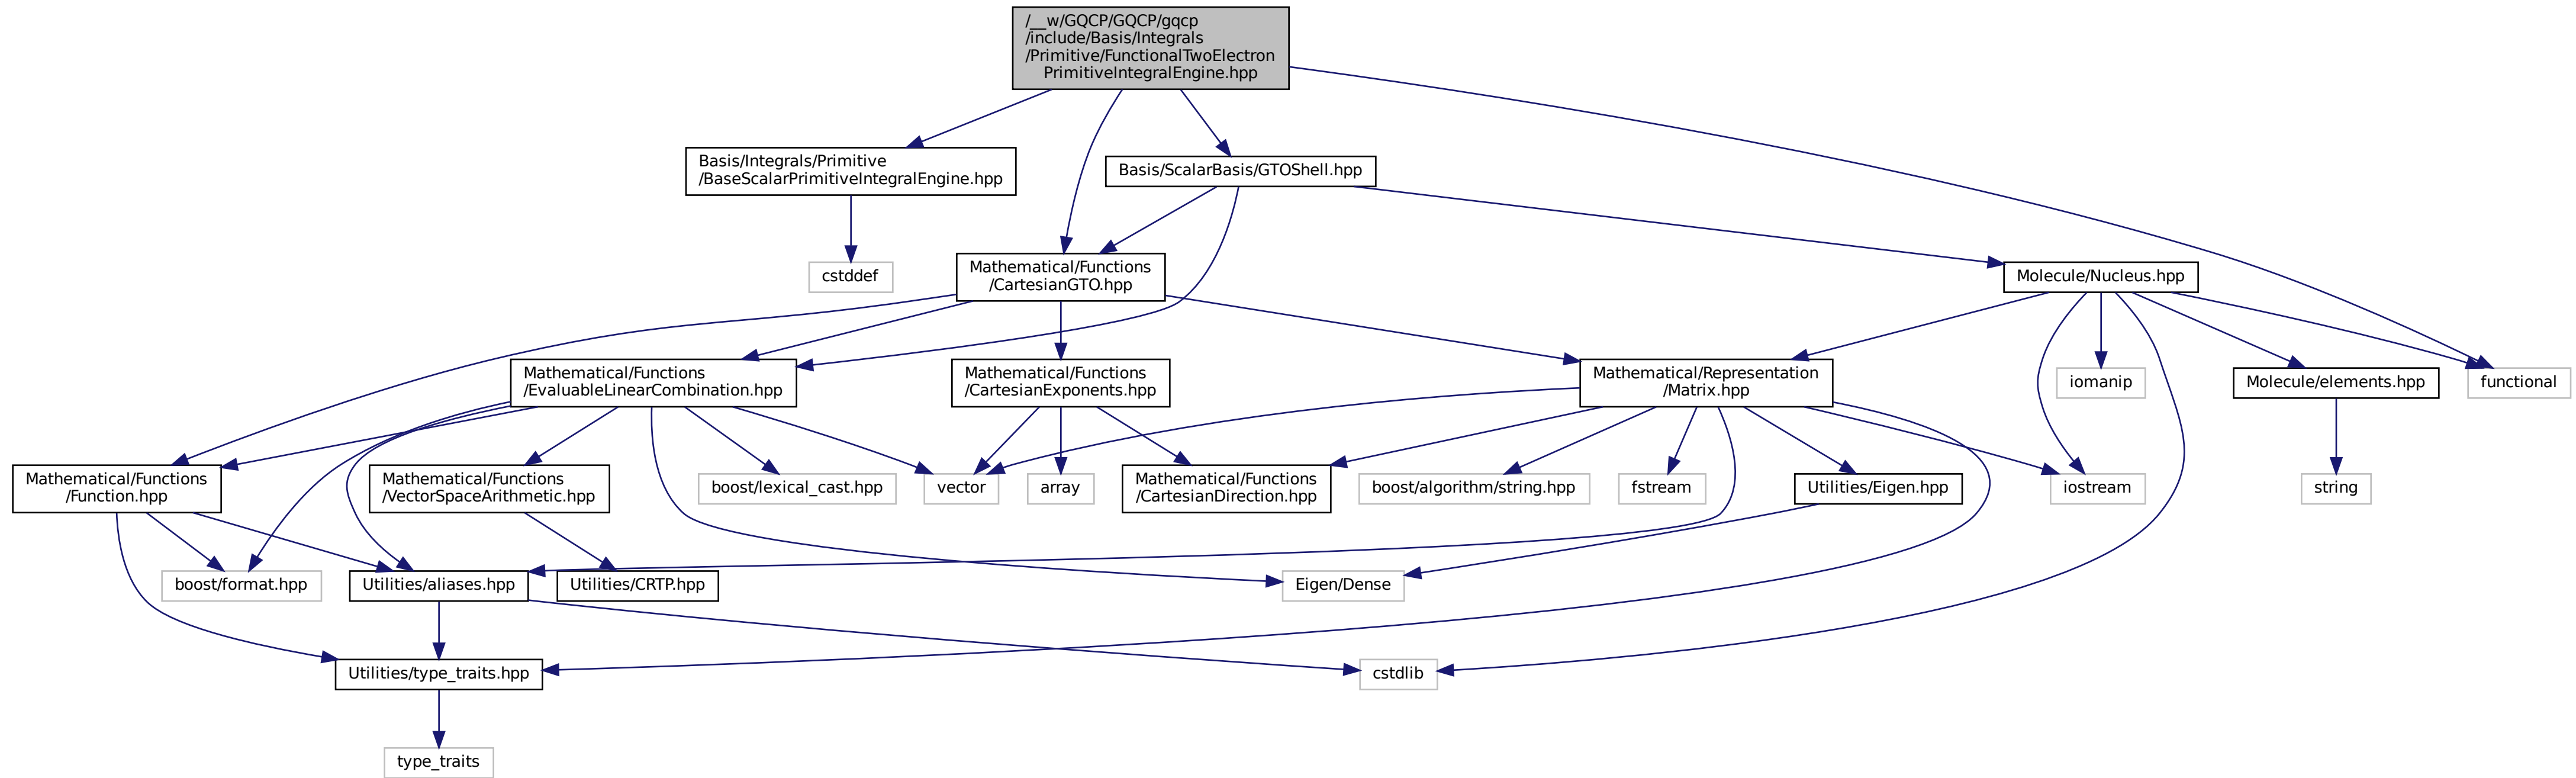 /__w/GQCP/GQCP/gqcp
/include/Basis/Integrals
/Primitive/FunctionalTwoElectron
PrimitiveIntegralEngine.hpp
Basis/Integrals/Primitive
/BaseScalarPrimitiveIntegralEngine.hpp
Basis/ScalarBasis/GTOShell.hpp
cstddef
Mathematical/Functions
/CartesianGTO.hpp
Molecule/Nucleus.hpp
Mathematical/Functions
/EvaluableLinearCombination.hpp
Mathematical/Functions
/CartesianExponents.hpp
Mathematical/Representation
/Matrix.hpp
iomanip
Molecule/elements.hpp
functional
Mathematical/Functions
/Function.hpp
Mathematical/Functions
/VectorSpaceArithmetic.hpp
boost/lexical_cast.hpp
vector
array
Mathematical/Functions
/CartesianDirection.hpp
boost/algorithm/string.hpp
fstream
Utilities/Eigen.hpp
iostream
string
boost/format.hpp
Utilities/aliases.hpp
Utilities/CRTP.hpp
Eigen/Dense
Utilities/type_traits.hpp
cstdlib
type_traits